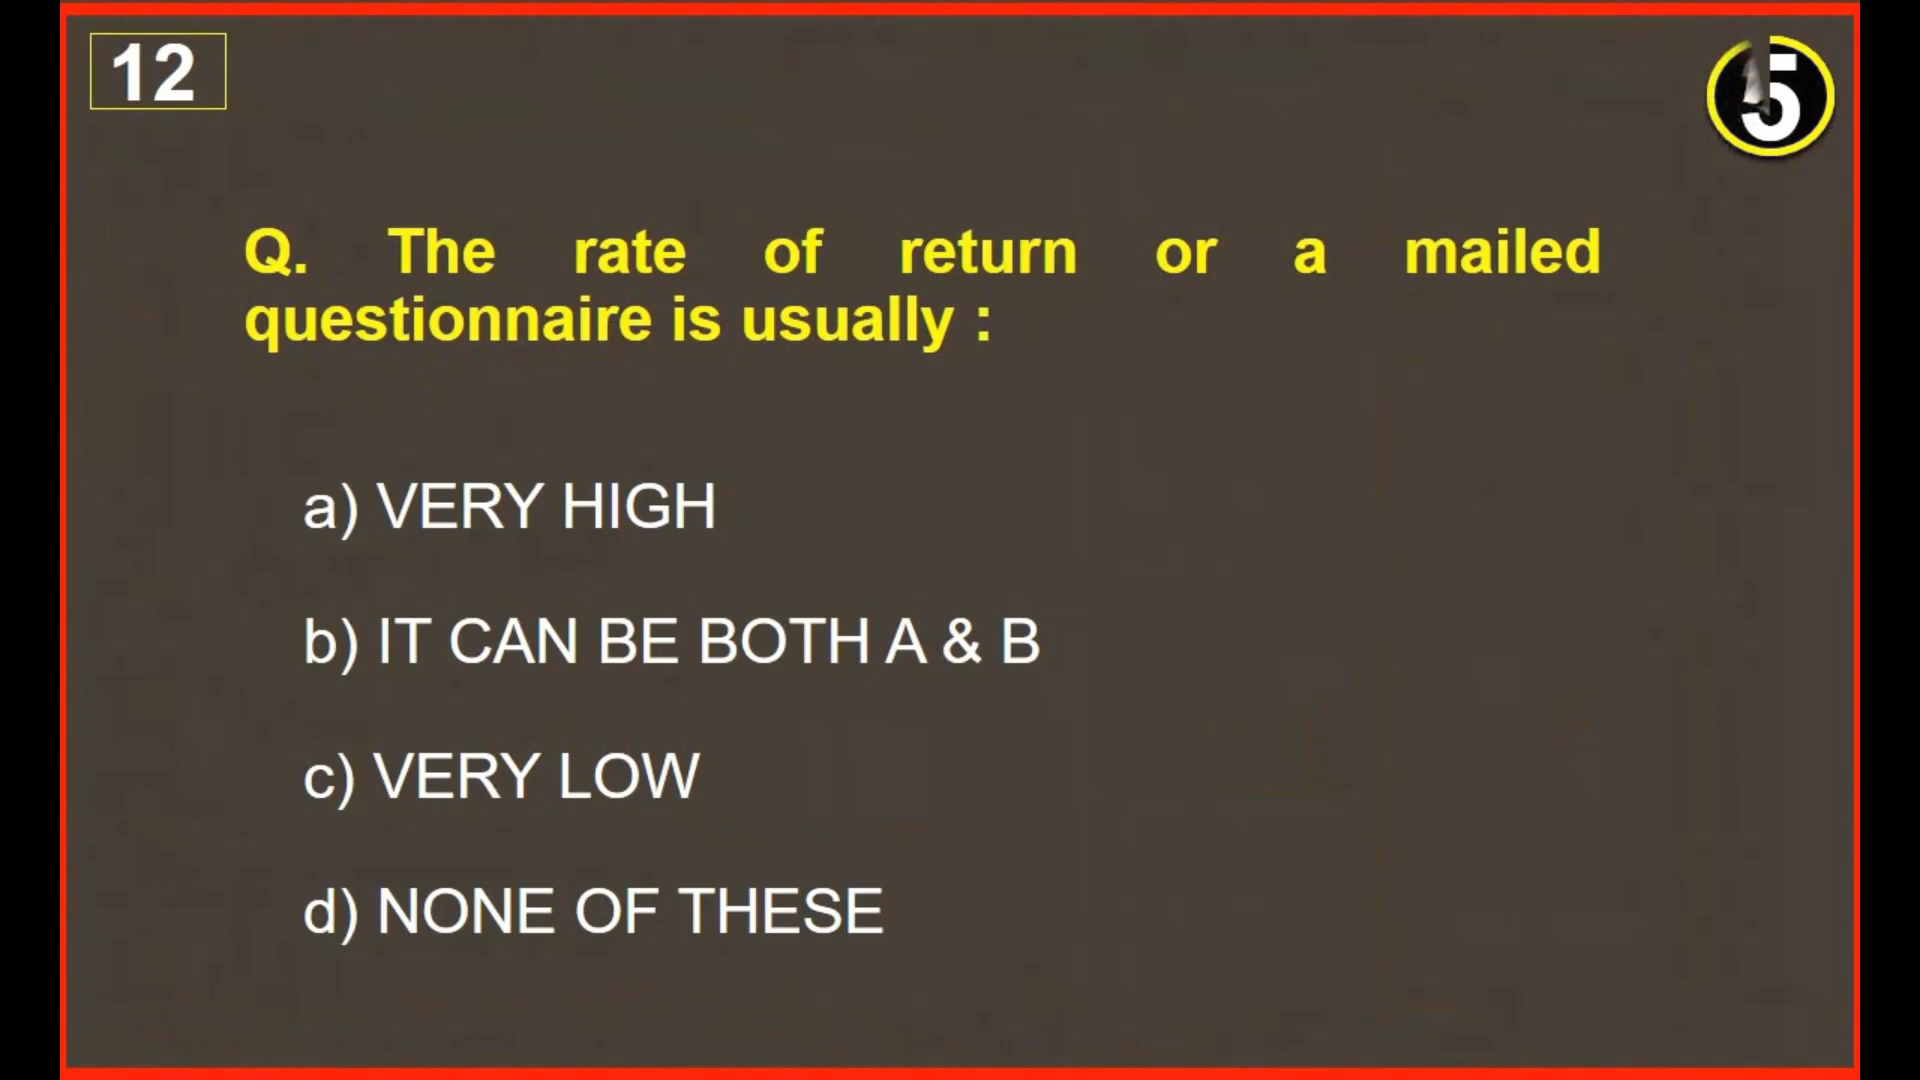 12
5
Q. The rate of return or a mailed
questionnaire is usually :
a) VERY HIGH
b) IT CAN BE BOTH A & B
c) VERY LOW
d) NONE OF THESE